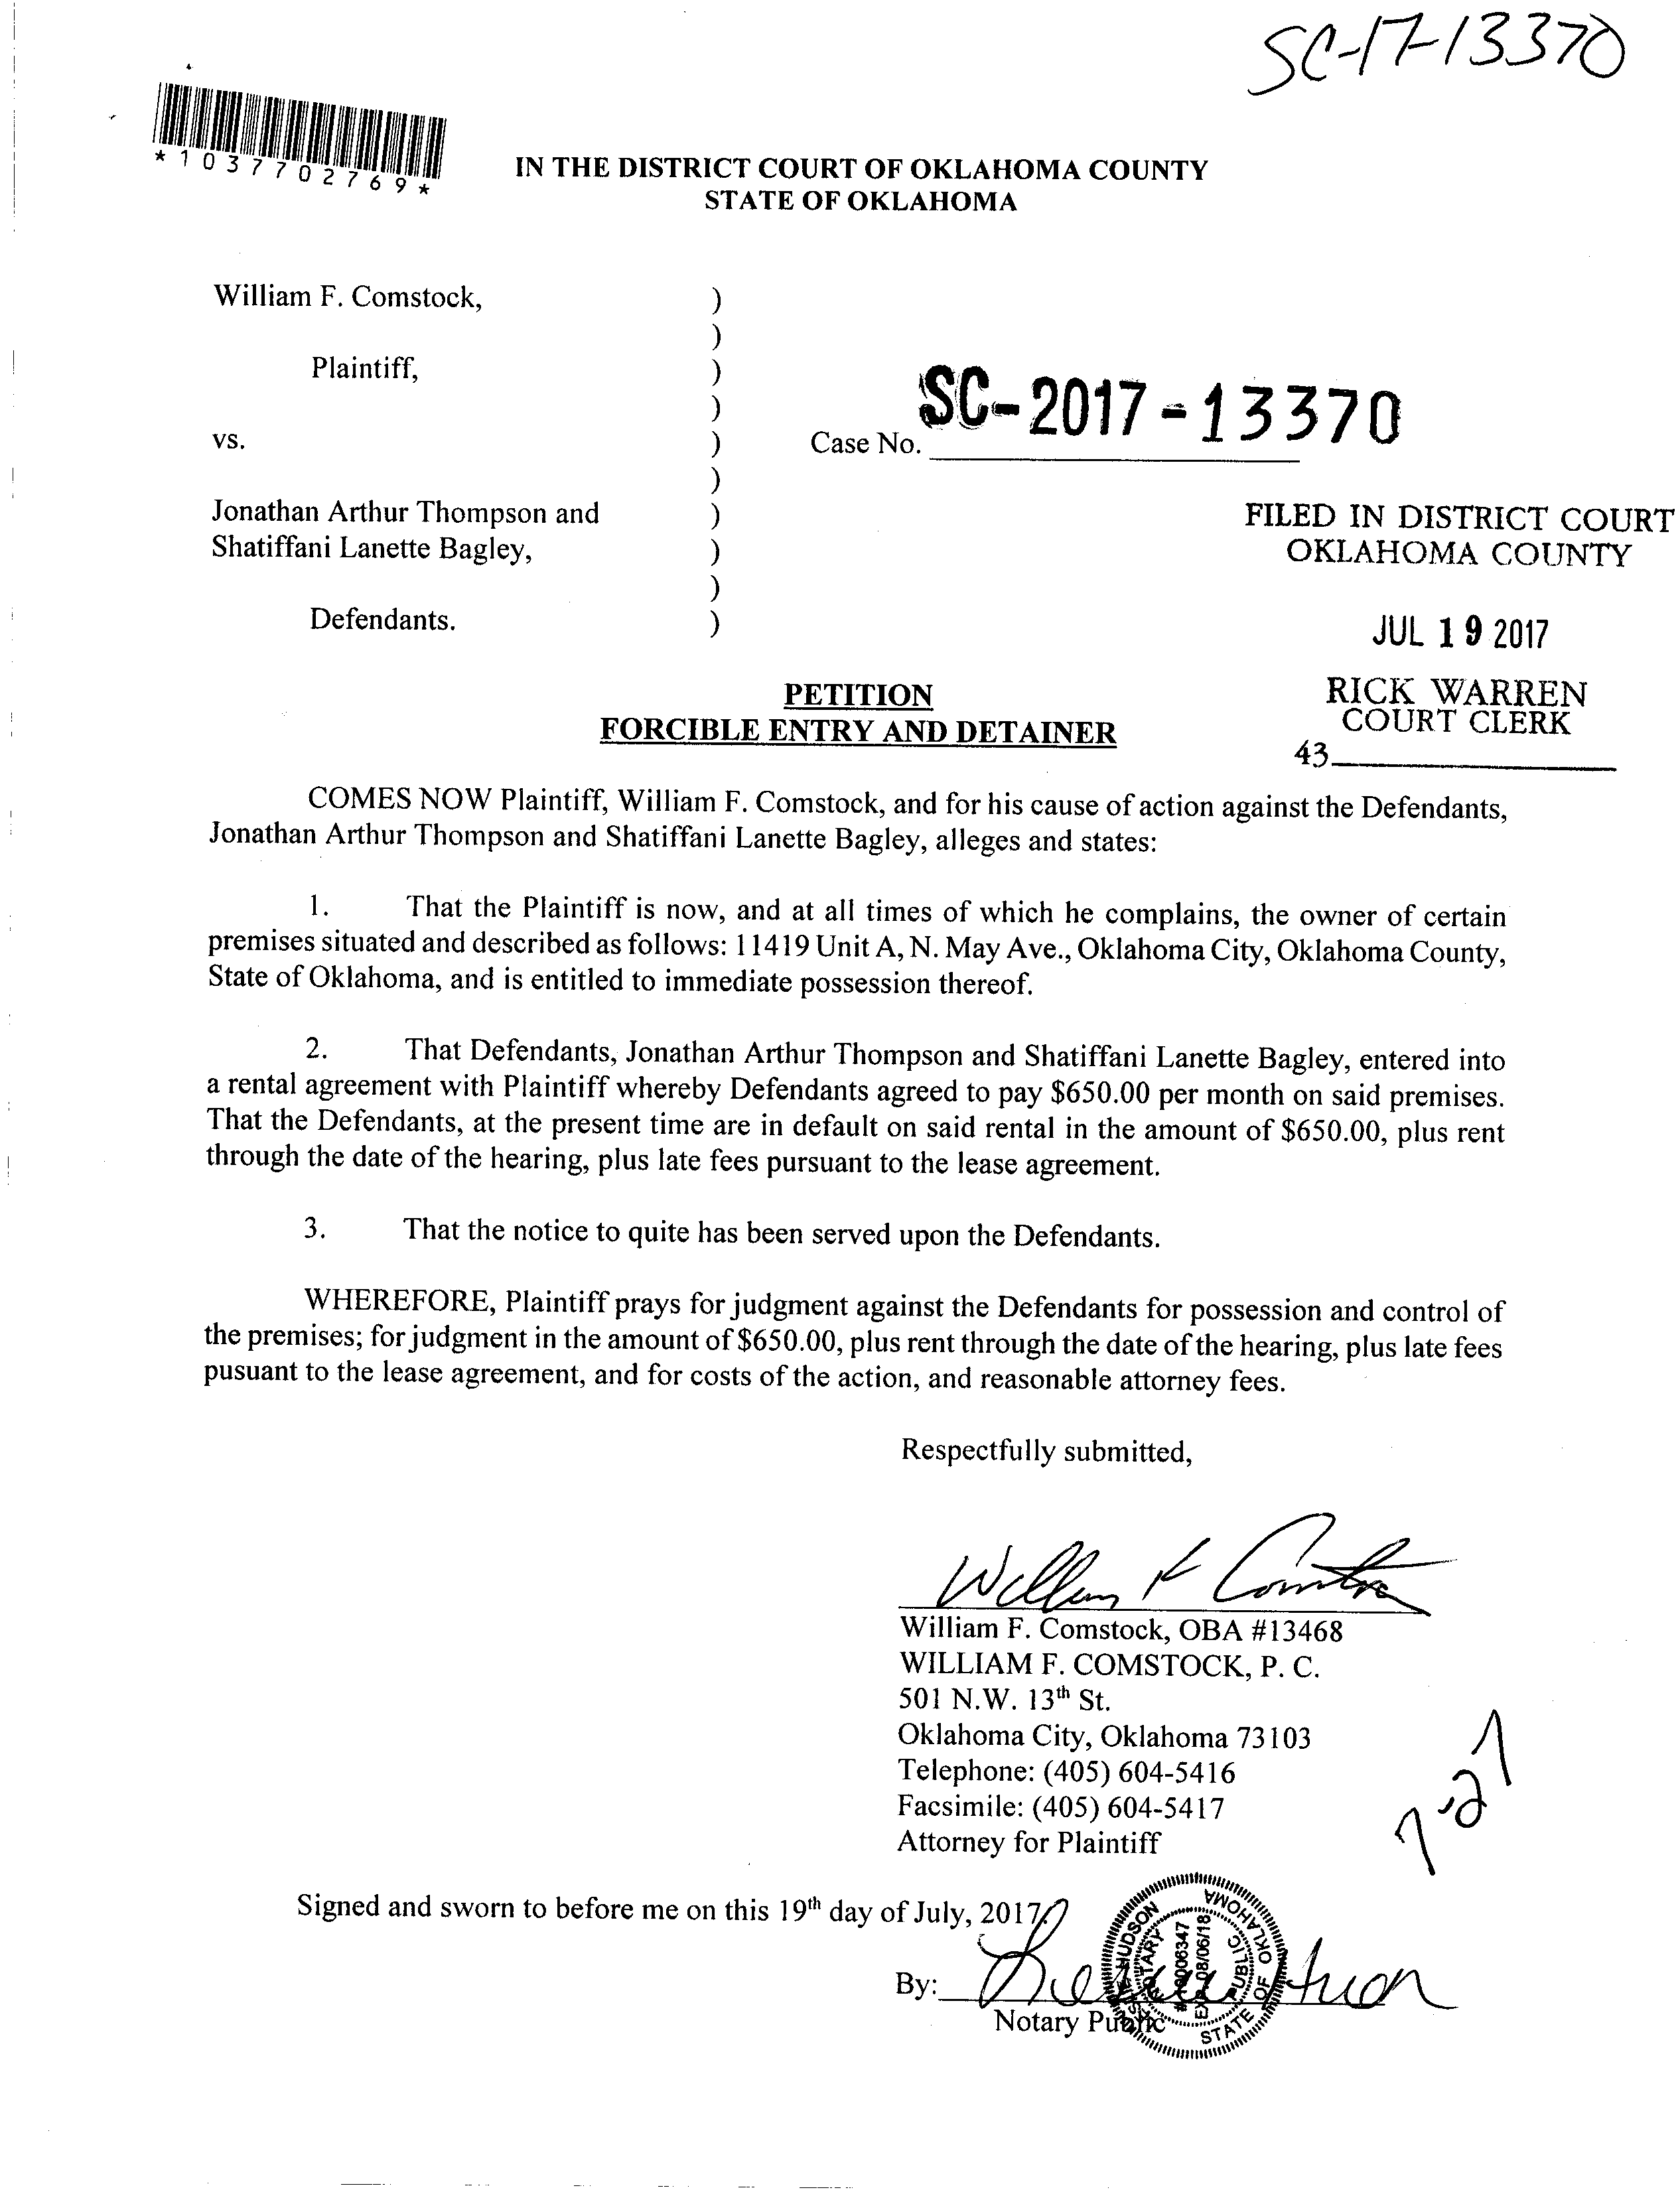 SC-17-13370
*1037702769*
IN THE DISTRICT COURT OF OKLAHOMA COUNTY
STATE OF OKLAHOMA
William F. Comstock, )
)
Plaintiff, )
)
vs. ) Case No. SC-2017-13370
)
Jonathan Arthur Thompson and )
Shatiffani Lanette Bagley, )
)
Defendants. )
FILED IN DISTRICT COURT
OKLAHOMA COUNTY
JUL 19 2017
RICK WARREN
COURT CLERK
43
PETITION
FORCIBLE ENTRY AND DETAINER
COMES NOW Plaintiff, William F. Comstock, and for his cause of action against the Defendants,
Jonathan Arthur Thompson and Shatiffani Lanette Bagley, alleges and states:
1. That the Plaintiff is now, and at all times of which he complains, the owner of certain
premises situated and described as follows: 11419 Unit A, N. May Ave., Oklahoma City, Oklahoma County,
State of Oklahoma, and is entitled to immediate possession thereof.
2. That Defendants, Jonathan Arthur Thompson and Shatiffani Lanette Bagley, entered into
a rental agreement with Plaintiff whereby Defendants agreed to pay $650.00 per month on said premises.
That the Defendants, at the present time are in default on said rental in the amount of $650.00, plus rent
through the date of the hearing, plus late fees pursuant to the lease agreement.
3. That the notice to quite has been served upon the Defendants.
WHEREFORE, Plaintiff prays for judgment against the Defendants for possession and control of
the premises; for judgment in the amount of $650.00, plus rent through the date of the hearing, plus late fees
pusuant to the lease agreement, and for costs of the action, and reasonable attorney fees.
Respectfully submitted,
William F Comstock
William F. Comstock, OBA #13468
WILLIAM F. COMSTOCK, P. C.
501 N.W. 13th St.
Oklahoma City, Oklahoma 73103
Telephone: (405) 604-5416
Facsimile: (405) 604-5417
Attorney for Plaintiff
7-27
Signed and sworn to before me on this 19th day of July, 2017.
By:
Notary Public
HUDSON
NOTARY PUBLIC
# 10006347
EXP. 08/06/18
STATE OF OKLAHOMA